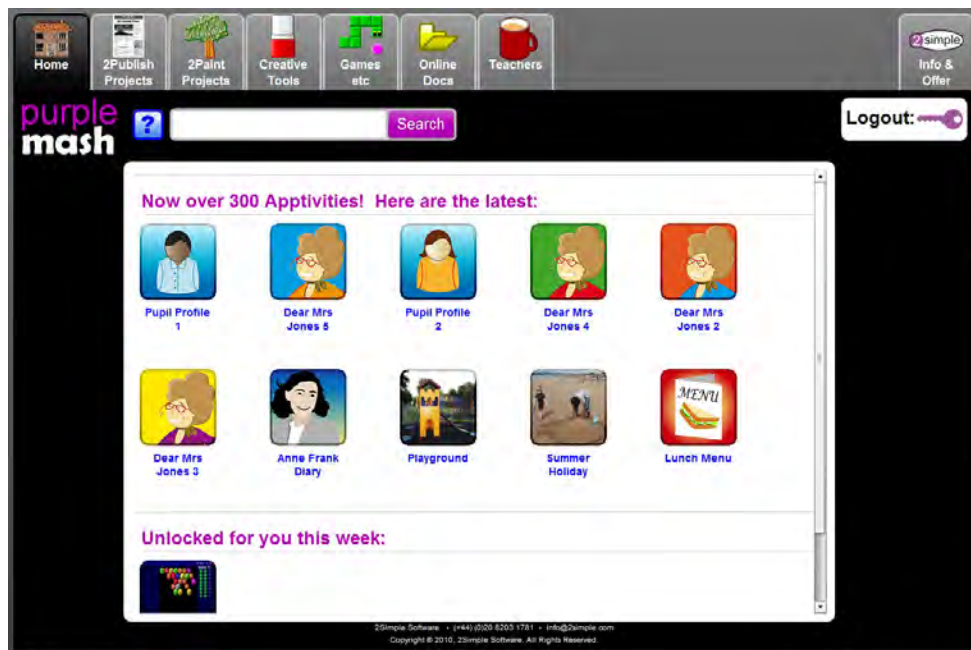 Home
2Publish
Projects
2Paint
Projects
Creative
Tools
Games
etc
Online
Docs
Teachers
2simple
Info &
Offer
purple
mash
?
Search
Logout:
Now over 300 Apptivities! Here are the latest:
Pupil Profile
1
Dear Mrs
Jones 5
Pupil Profile
2
Dear Mrs
Jones 4
Dear Mrs
Jones 2
MENU
Dear Mrs
Jones 3
Anne Frank
Diary
Playground
Summer
Holiday
Lunch Menu
Unlocked for you this week:
2Simple Software • (+44) (0)20 8203 1781 • info@2simple.com
Copyright © 2010, 2Simple Software. All Rights Reserved.